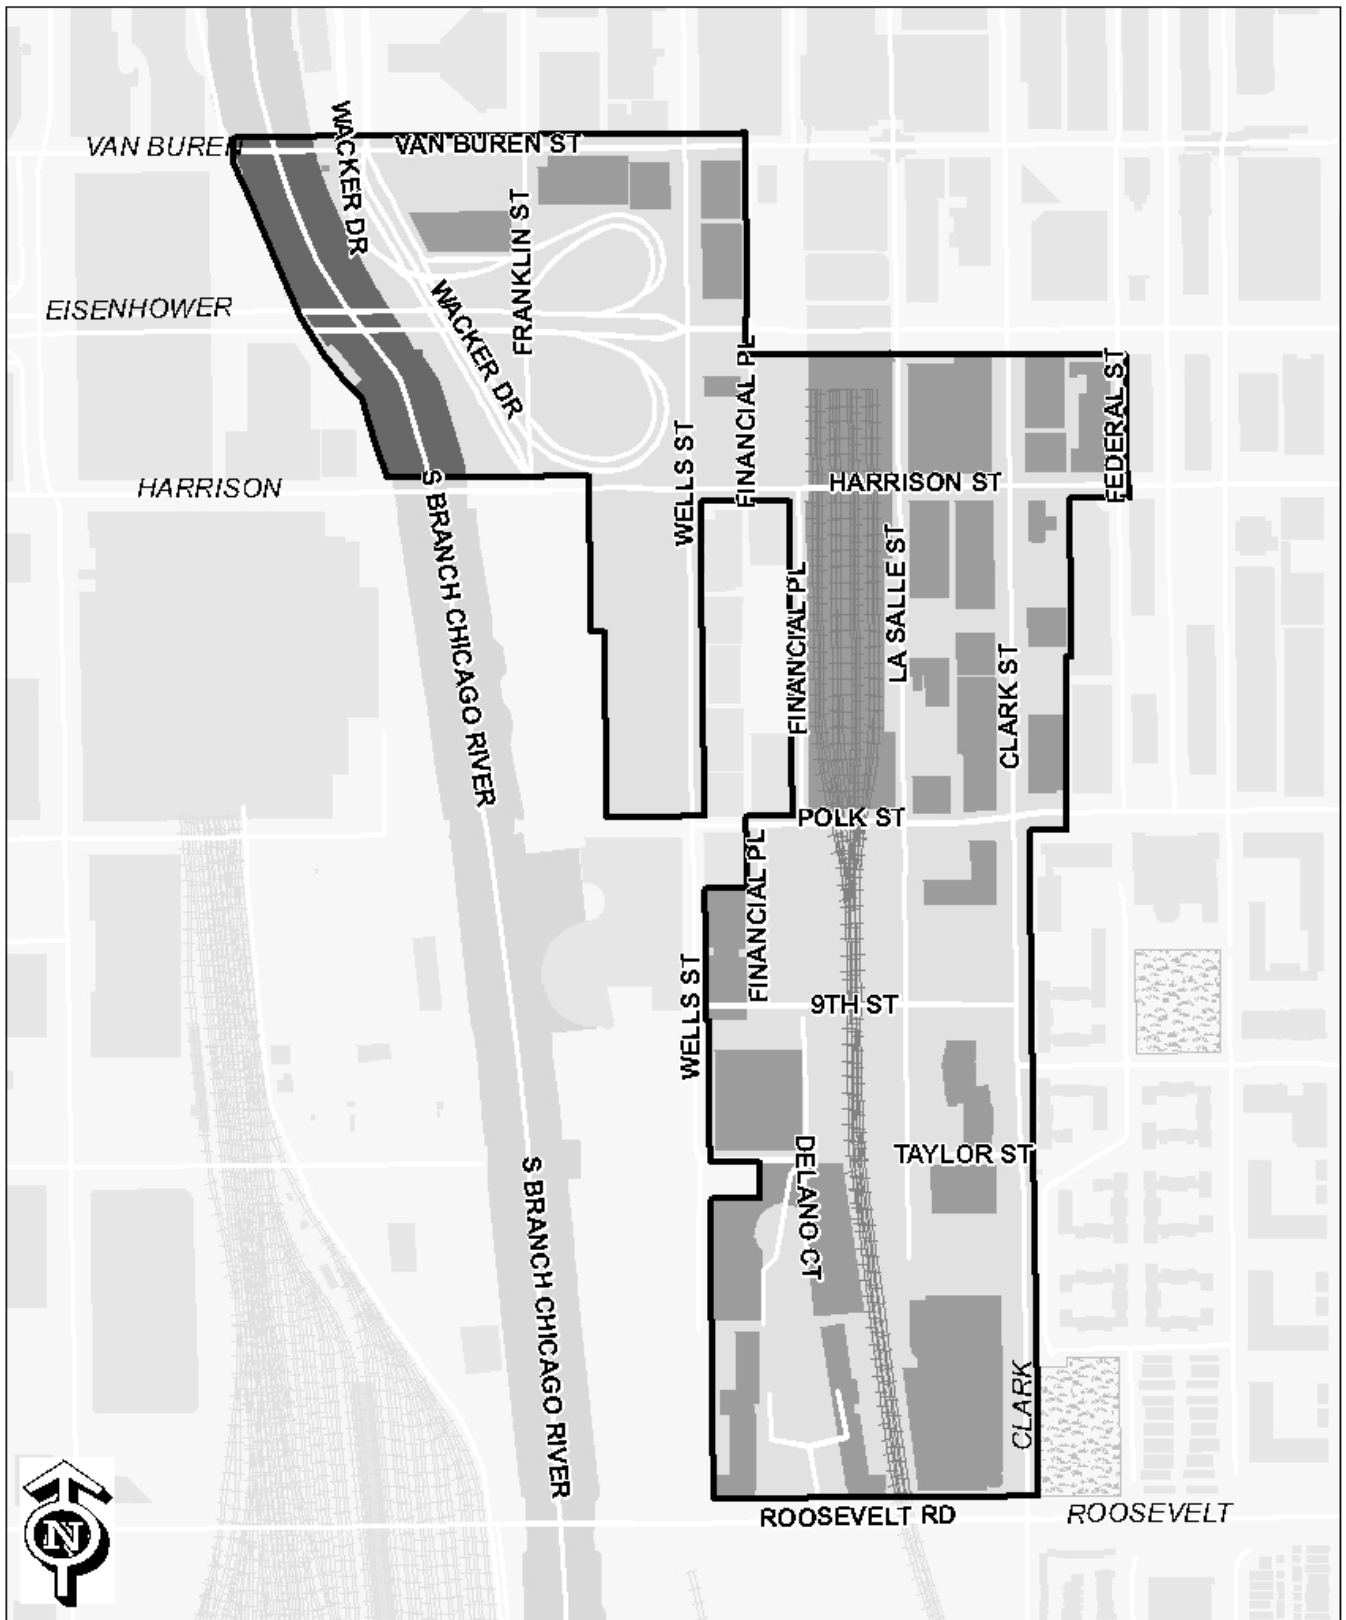 VAN BUREN
WACKER DR
VAN BUREN ST
FRANKLIN ST
EISENHOWER
WACKER DR
FINANCIAL PL
FEDERAL ST
WELLS ST
HARRISON
HARRISON ST
S BRANCH CHICAGO RIVER
FINANCIAL PL
LA SALLE ST
CLARK ST
POLK ST
FINANCIAL PL
WELLS ST
9TH ST
TAYLOR ST
DELANO CT
S BRANCH CHICAGO RIVER
CLARK
ROOSEVELT RD
ROOSEVELT
N